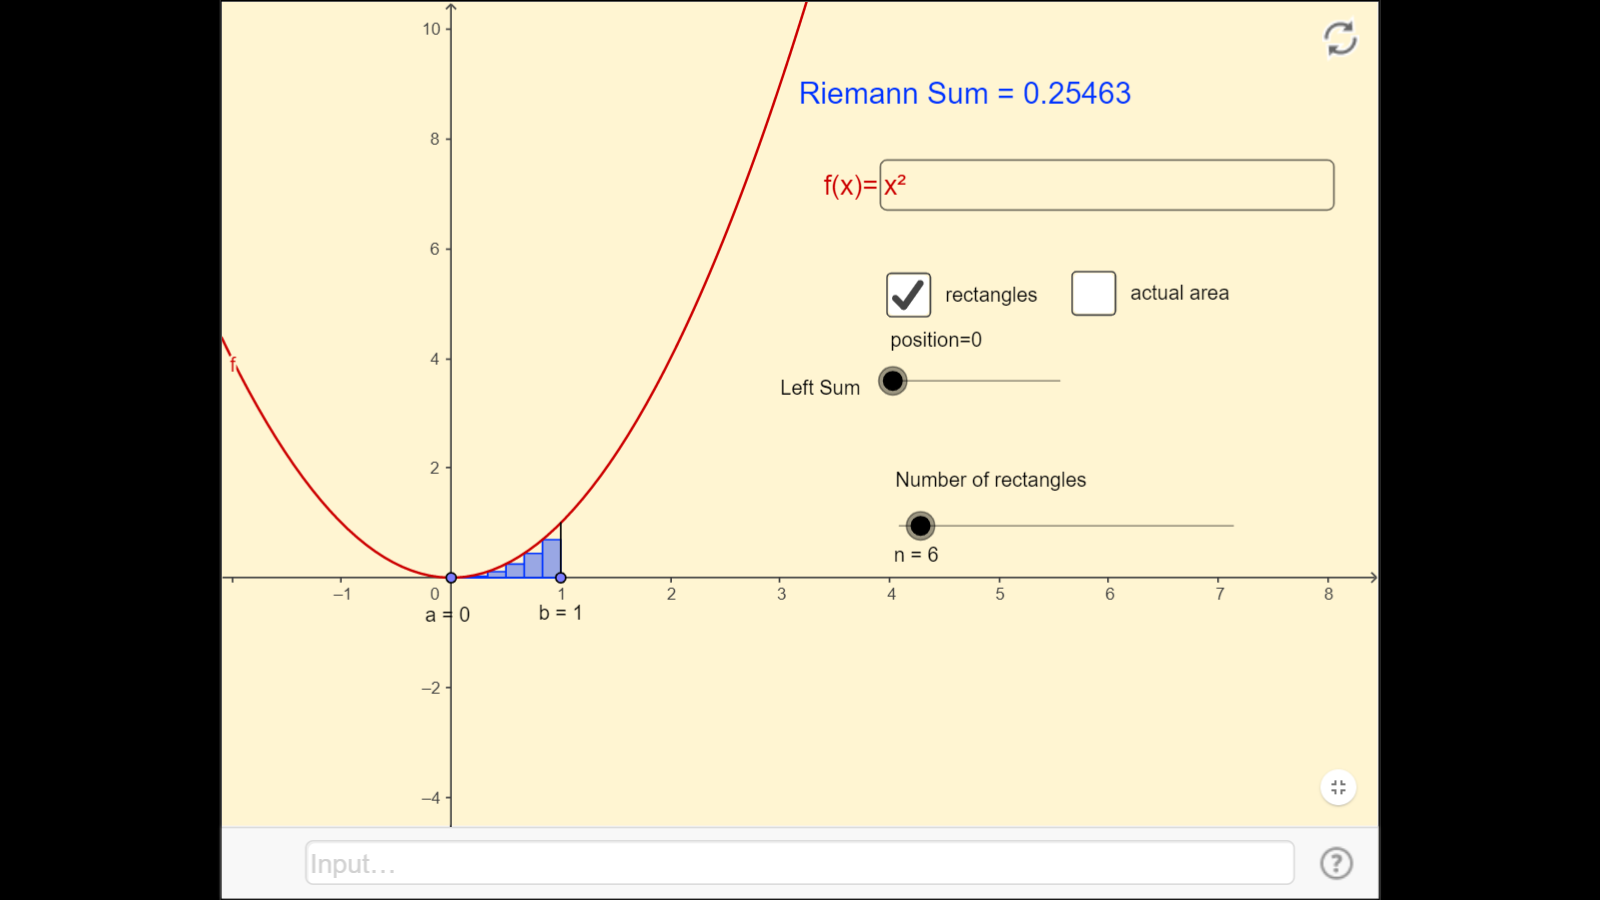 10
Riemann Sum = 0.25463
8
f(x)= x²
6
rectangles
actual area
position=0
4
f
Left Sum
2
Number of rectangles
n = 6
–1
0
1
2
3
4
5
6
7
8
a = 0
b = 1
–2
–4
Input...
?